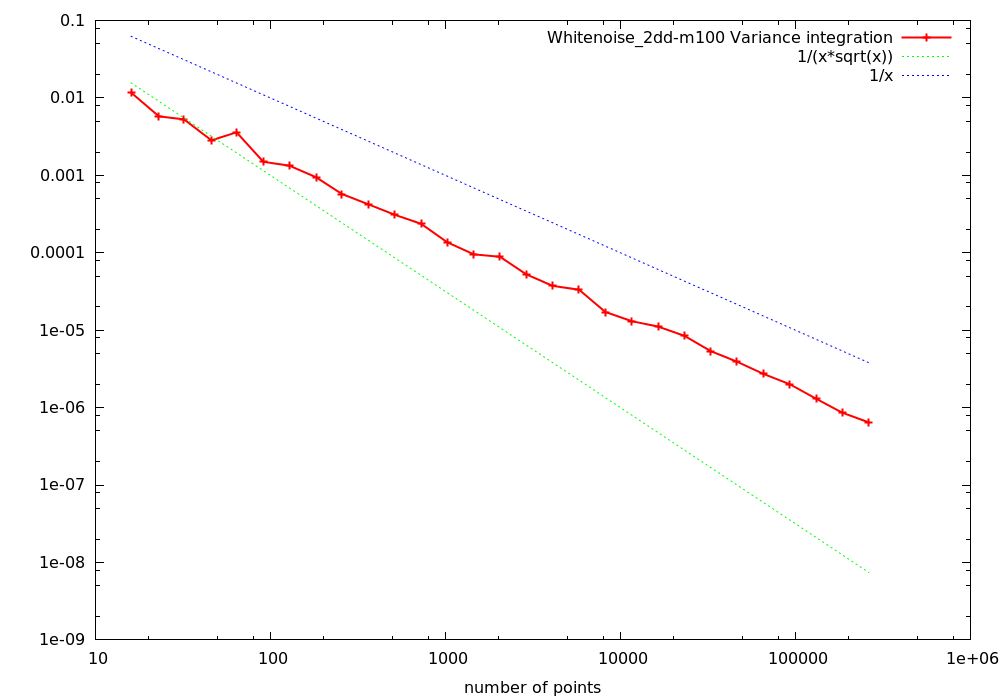 0.1
Whitenoise_2dd-m100 Variance integration
1/(x*sqrt(x))
1/x
0.01
0.001
0.0001
1e-05
1e-06
1e-07
1e-08
1e-09
10 100 1000 10000 100000 1e+06
number of points